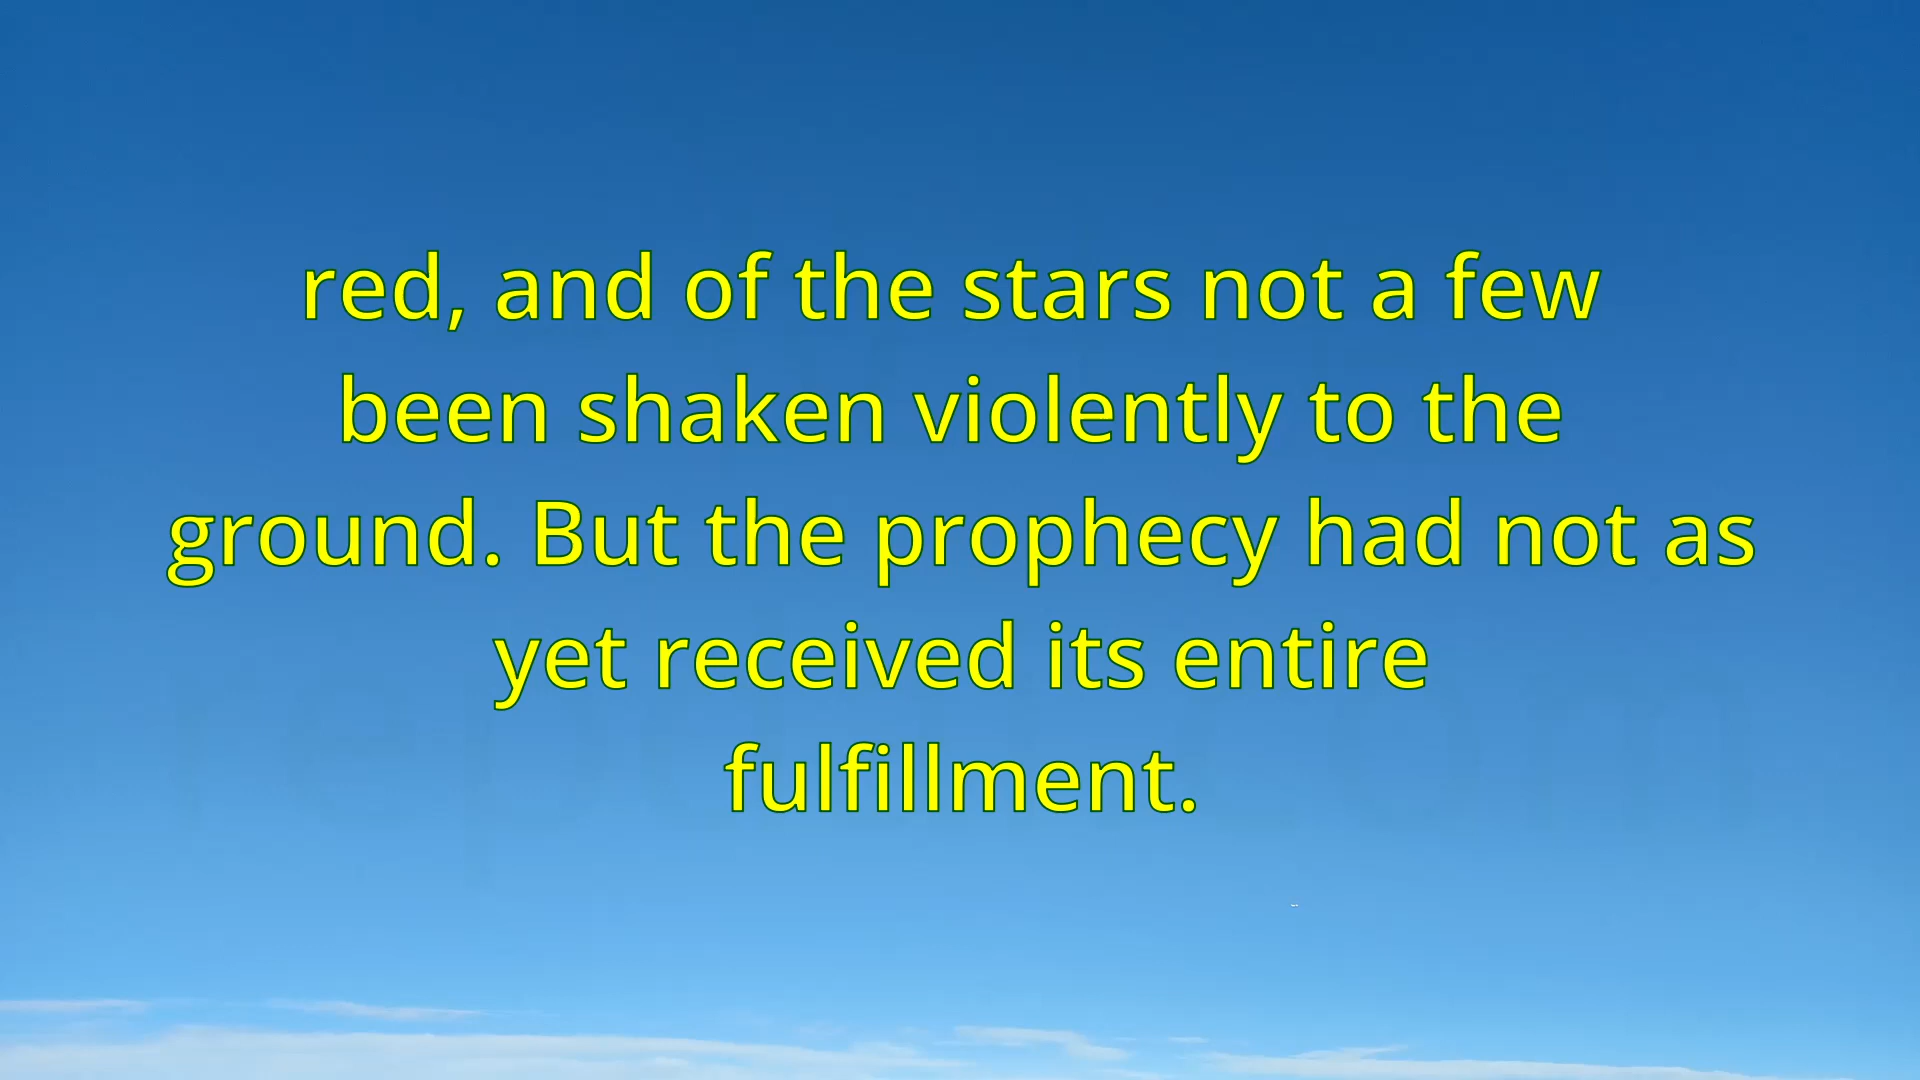 red, and of the stars not a few
been shaken violently to the
ground. But the prophecy had not as
yet received its entire
fulfillment.